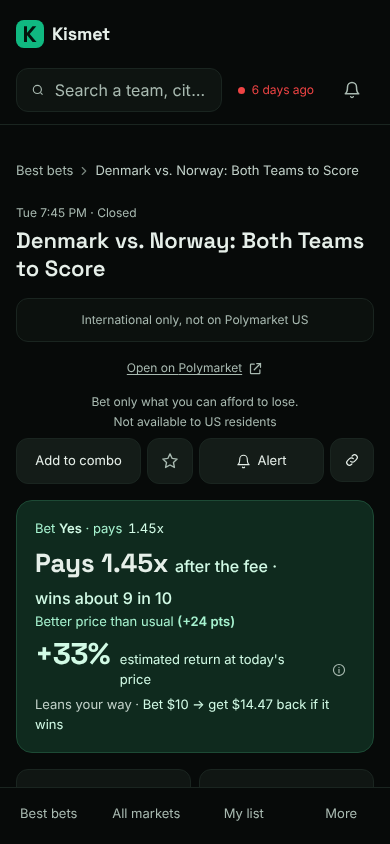 Kismet
Search a team, cit...
6 days ago
Best bets > Denmark vs. Norway: Both Teams to Score
Tue 7:45 PM · Closed
Denmark vs. Norway: Both Teams
to Score
International only, not on Polymarket US
Open on Polymarket
Bet only what you can afford to lose.
Not available to US residents
Add to combo
Alert
Bet Yes · pays 1.45x
Pays 1.45x after the fee ·
wins about 9 in 10
Better price than usual (+24 pts)
+33% estimated return at today's
price
Leans your way · Bet $10 → get $14.47 back if it
wins
Best bets
All markets
My list
More